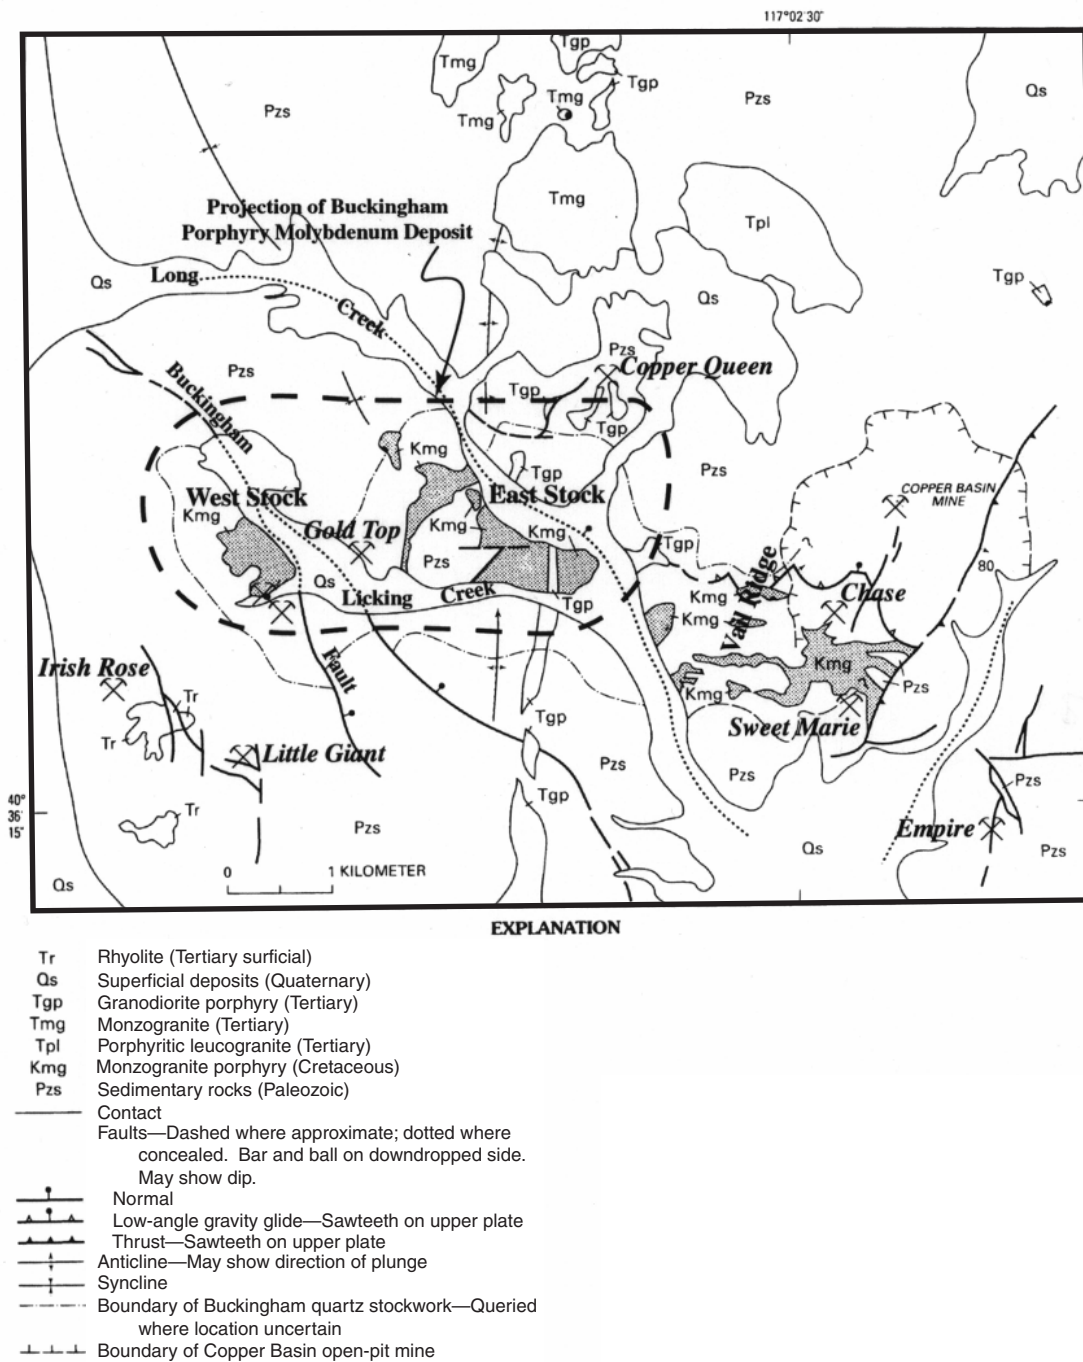 117°02'30"
Tgp
Tmg
Tgp
Qs
Pzs
Tmg
Pzs
Tmg
Projection of Buckingham
Porphyry Molybdenum Deposit
Tmg
Tpl
Qs
Long
Tgp
Qs
Creek
Pzs
Copper Queen
Pzs
Buckingham
Tgp
Tgp
Kmg
Pzs
Tgp
COPPER BASIN
MINE
West Stock
East Stock
Kmg
Gold Top
Kmg
Kmg
Tgp
Pzs
80
Qs
Licking
Creek
Tgp
Kmg
Vail Ridge
Chase
Kmg
Irish Rose
Fault
Kmg
Pzs
Tr
Kmg
Tgp
Sweet Marie
Tr
Little Giant
Pzs
Pzs
Pzs
40°
36'
15"
Tr
Tgp
Pzs
Empire
Qs
Pzs
0
1 KILOMETER
Qs
EXPLANATION
Tr Rhyolite (Tertiary surficial)
Qs Superficial deposits (Quaternary)
Tgp Granodiorite porphyry (Tertiary)
Tmg Monzogranite (Tertiary)
Tpl Porphyritic leucogranite (Tertiary)
Kmg Monzogranite porphyry (Cretaceous)
Pzs Sedimentary rocks (Paleozoic)
Contact
Faults—Dashed where approximate; dotted where
concealed. Bar and ball on downdropped side.
May show dip.
Normal
Low-angle gravity glide—Sawteeth on upper plate
Thrust—Sawteeth on upper plate
Anticline—May show direction of plunge
Syncline
Boundary of Buckingham quartz stockwork—Queried
where location uncertain
Boundary of Copper Basin open-pit mine